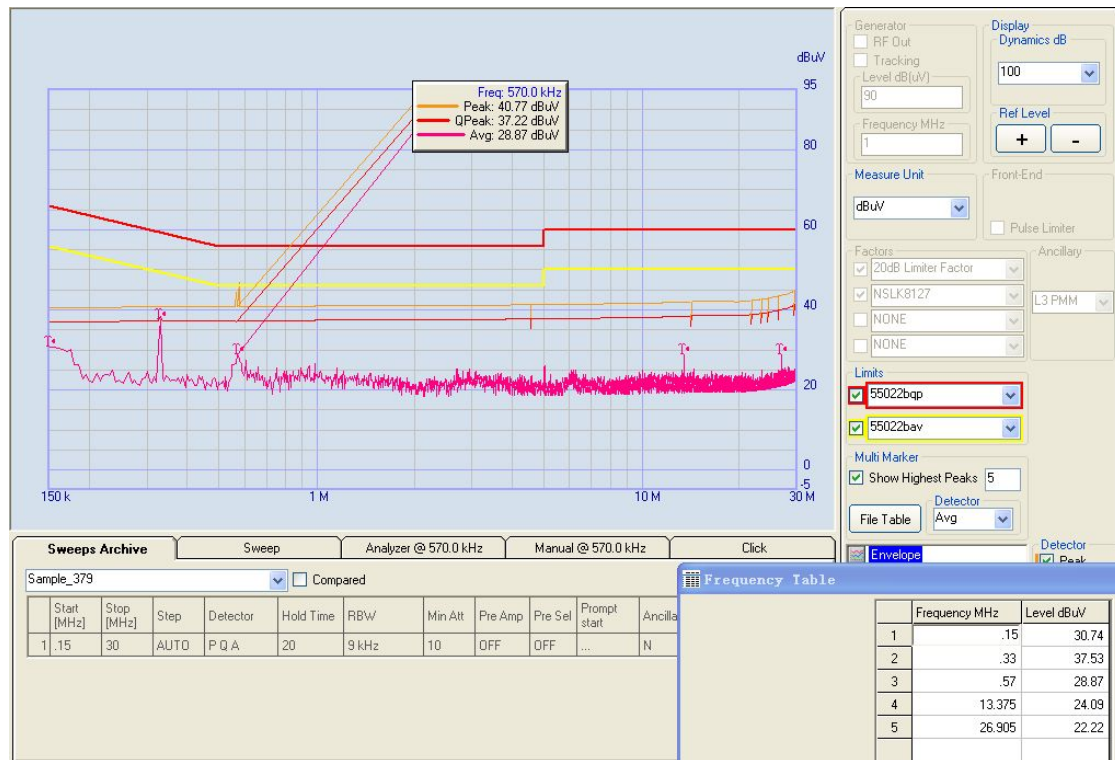 dBuV
95
80
60
40
20
0
-5
150 k
1 M
10 M
30 M
Freq: 570.0 kHz
Peak: 40.77 dBuV
QPeak: 37.22 dBuV
Avg: 28.87 dBuV
Generator
RF Out
Tracking
Level dB(uV)
90
Frequency MHz
1
Display
Dynamics dB
100
Ref Level
+ -
Measure Unit
dBuV
Front-End
Pulse Limiter
Factors
20dB Limiter Factor
NSLK8127
NONE
NONE
Ancillary
L3 PMM
Limits
55022bqp
55022bav
Multi Marker
Show Highest Peaks 5
File Table
Detector
Avg
Envelope
Detector
Peak
Sweeps Archive Sweep Analyzer @ 570.0 kHz Manual @ 570.0 kHz Click
Sample_379 Compared
Start [MHz] Stop [MHz] Step Detector Hold Time RBW Min Att Pre Amp Pre Sel Prompt start Ancilla
1 .15 30 AUTO P Q A 20 9 kHz 10 OFF OFF ... N
Frequency Table
Frequency MHz Level dBuV
1 .15 30.74
2 .33 37.53
3 .57 28.87
4 13.375 24.09
5 26.905 22.22